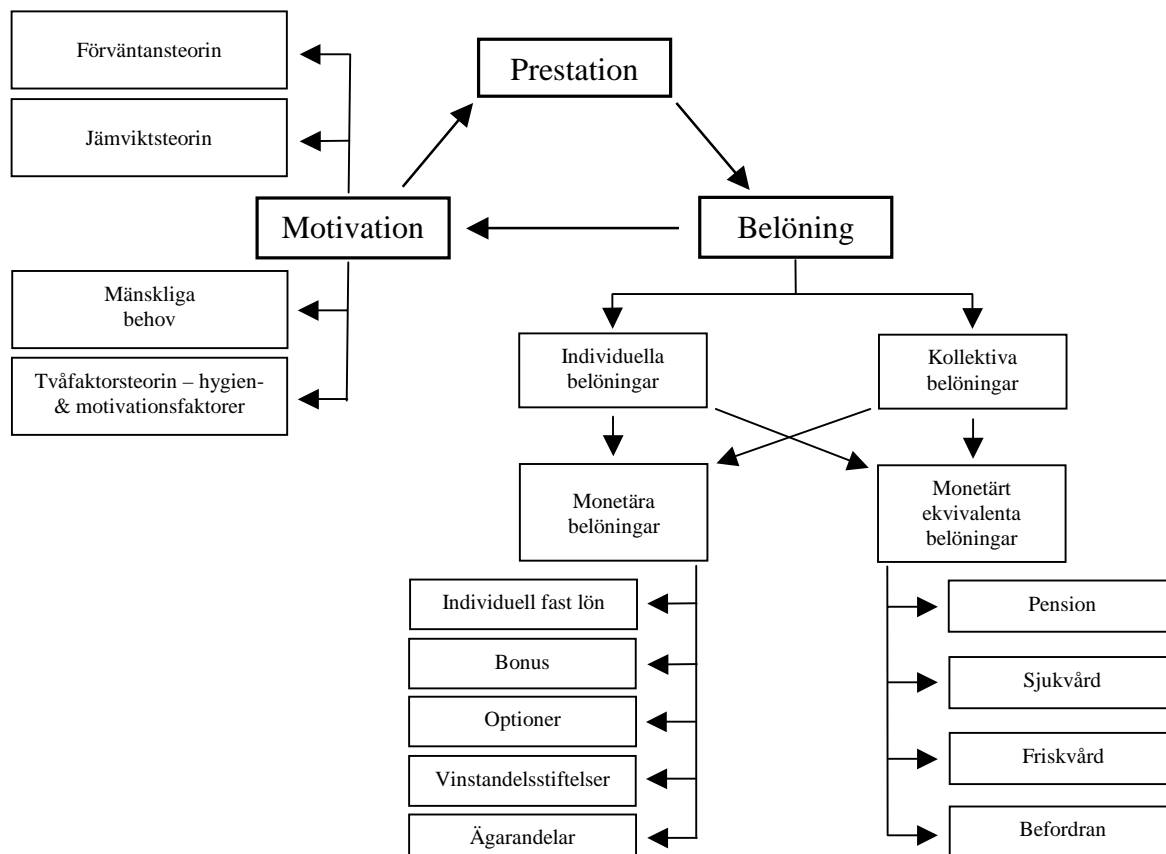 Förväntansteorin
Prestation
Jämviktsteorin
Motivation
Belöning
Mänskliga
behov
Tvåfaktorsteorin – hygien-
& motivationsfaktorer
Individuella
belöningar
Kollektiva
belöningar
Monetära
belöningar
Monetärt
ekvivalenta
belöningar
Individuell fast lön
Bonus
Optioner
Vinstandelsstiftelser
Ägarandelar
Pension
Sjukvård
Friskvård
Befordran